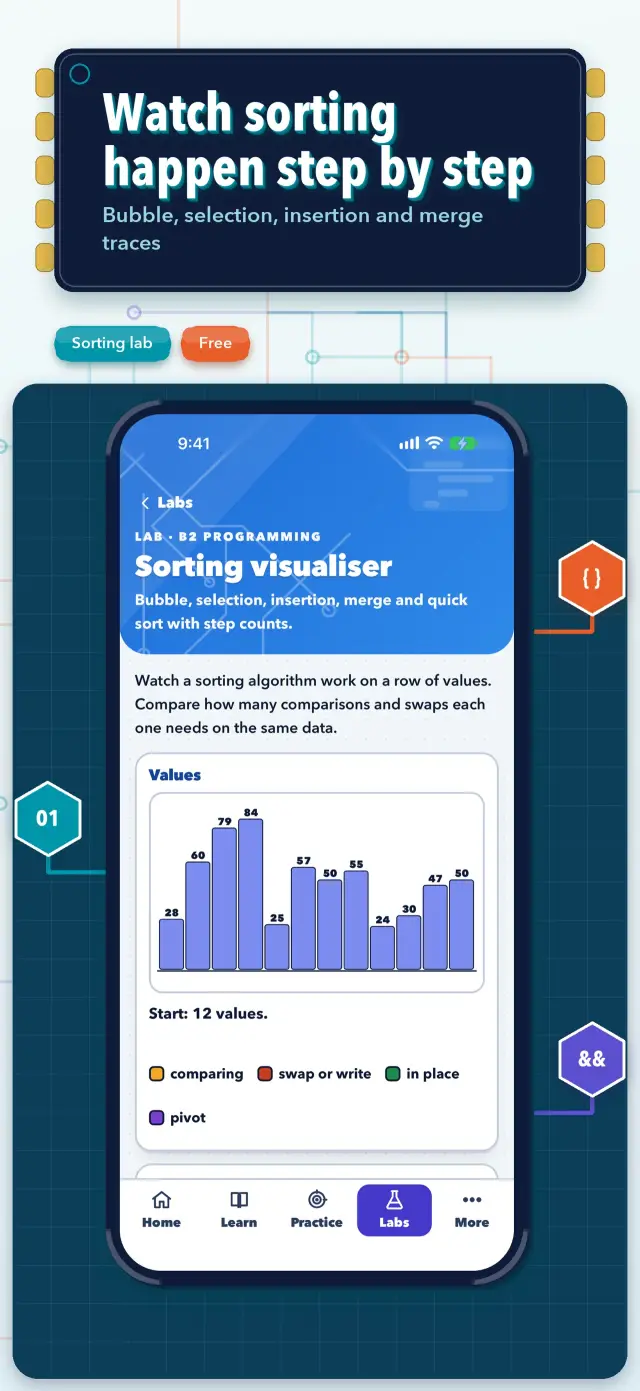 Watch sorting
happen step by step
Bubble, selection, insertion and merge
traces
Sorting lab
Free
9:41
Labs
LAB · B2 PROGRAMMING
Sorting visualiser
Bubble, selection, insertion, merge and quick
sort with step counts.
{}
Watch a sorting algorithm work on a row of values.
Compare how many comparisons and swaps each
one needs on the same data.
Values
01
28 60 79 84 25 57 50 55 24 30 47 50
Start: 12 values.
comparing swap or write in place
&&
pivot
Home Learn Practice Labs More